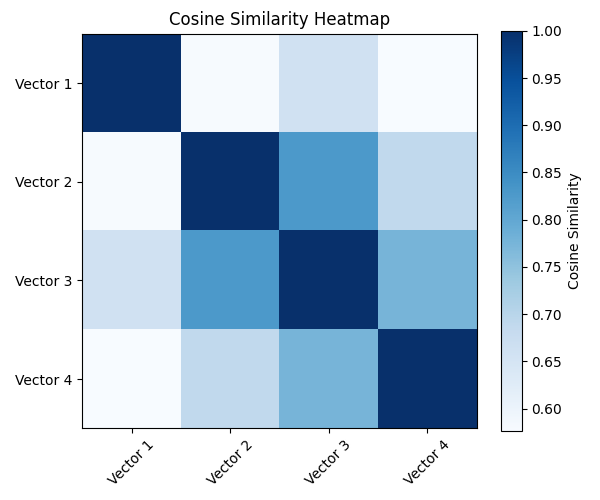 Cosine Similarity Heatmap
Vector 1
Vector 2
Vector 3
Vector 4
Vector 1
Vector 2
Vector 3
Vector 4
1.00
0.95
0.90
0.85
0.80
0.75
0.70
0.65
0.60
Cosine Similarity